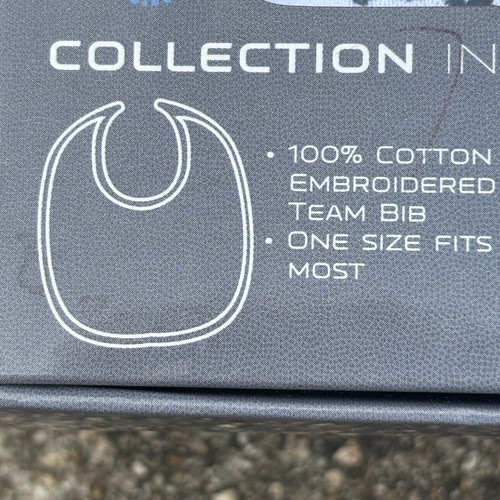 COLLECTION IN
• 100% COTTON
EMBROIDERED
TEAM BIB
• ONE SIZE FITS
MOST